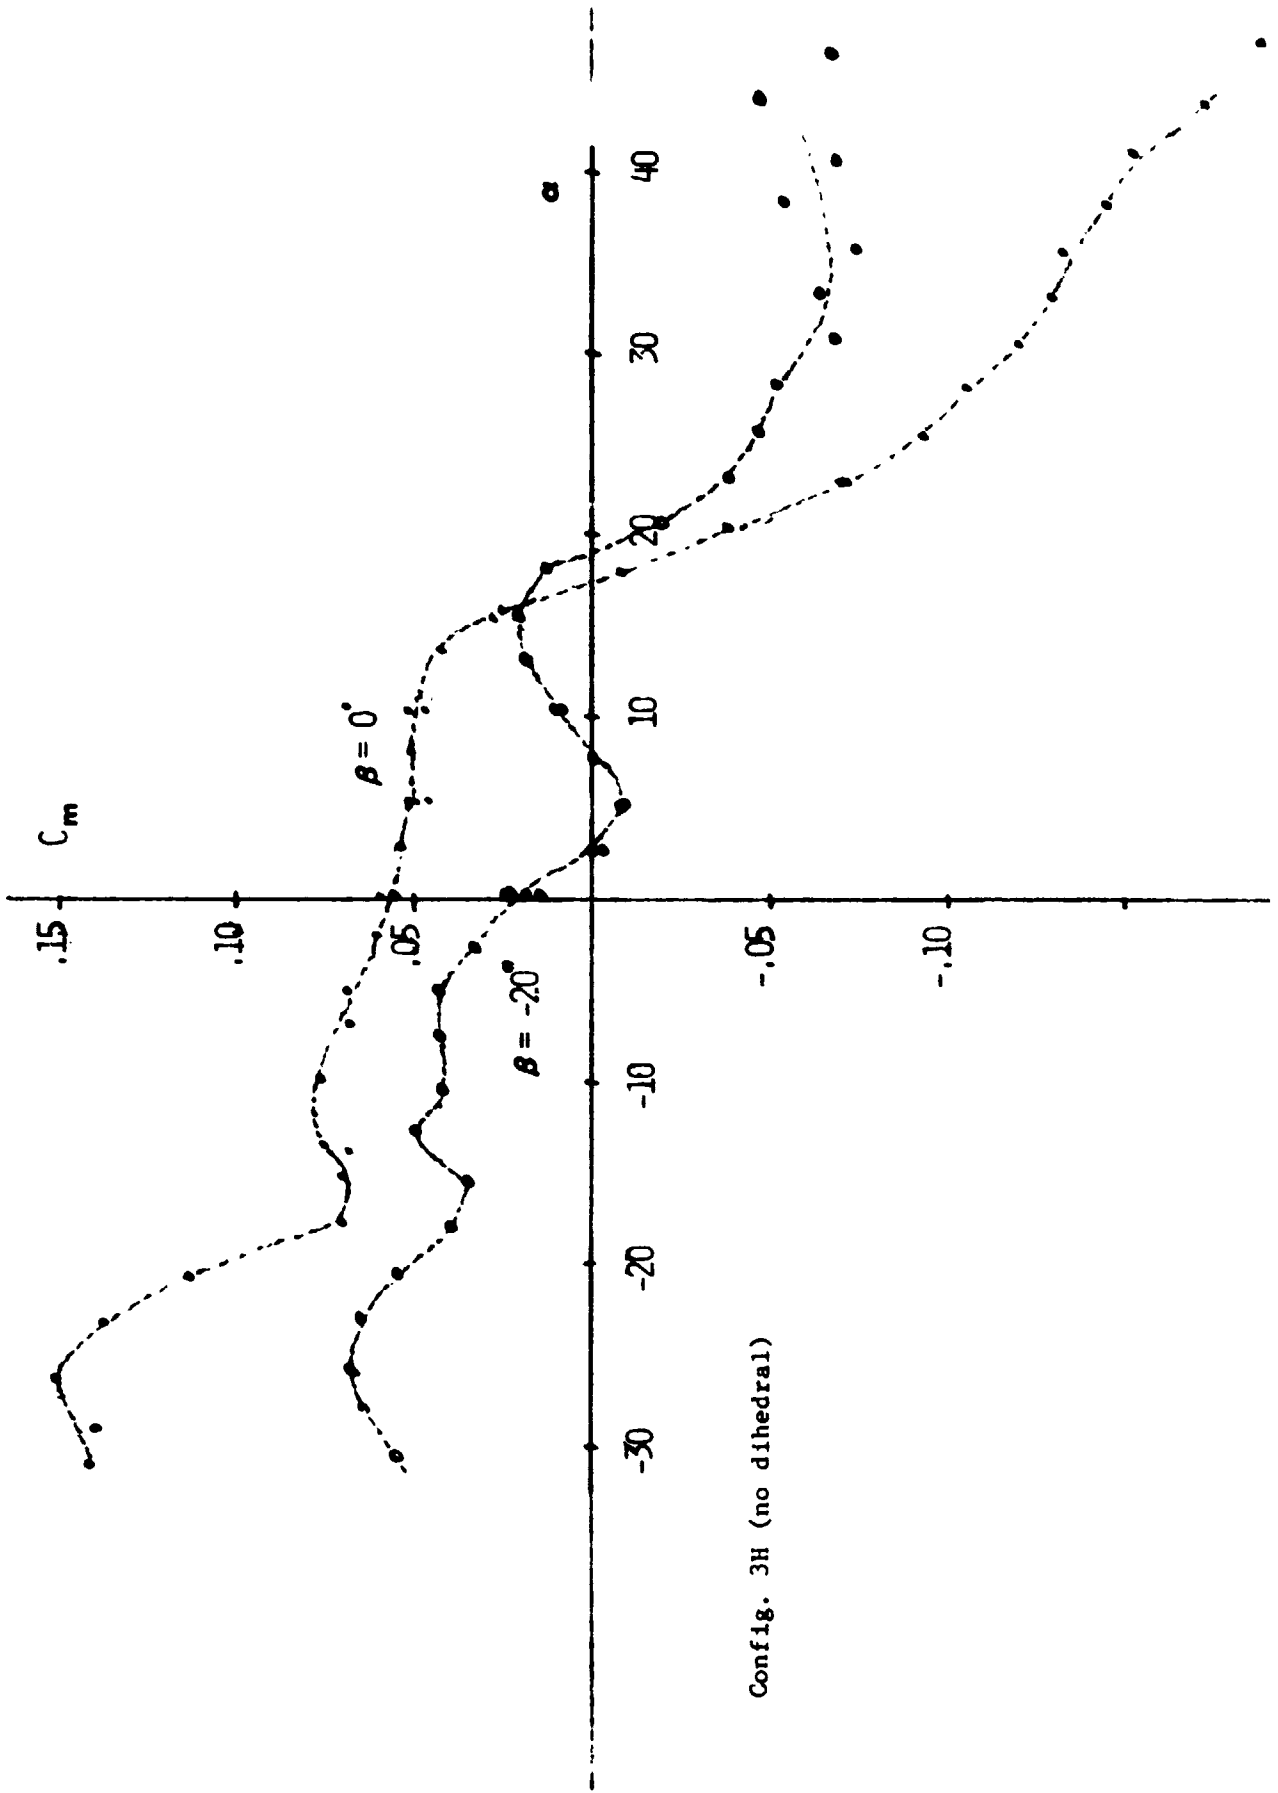 C_m
.15
.10
.05
-.05
-.10
α
-30
-20
-10
10
20
30
40
β = 0°
β = -20°
Config. 3H (no dihedral)